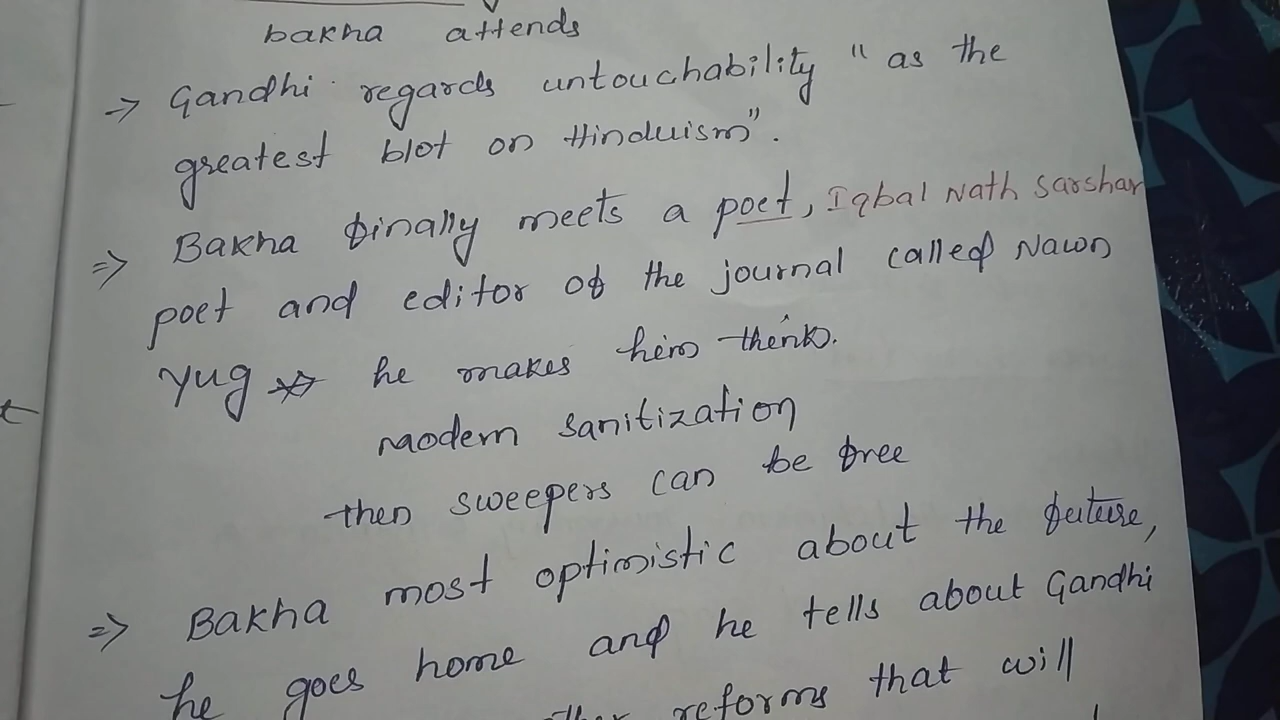 bakha attends
→ Gandhi regards untouchability " as the
greatest blot on Hinduism".
⇒ Bakha finally meets a poet, Iqbal Nath Sarshar
poet and editor of the journal called Nawn
Yug → he makes him think.
Modern sanitization
then sweepers can be free
⇒ Bakha most optimistic about the future,
he goes home and he tells about Gandhi
reforms that will